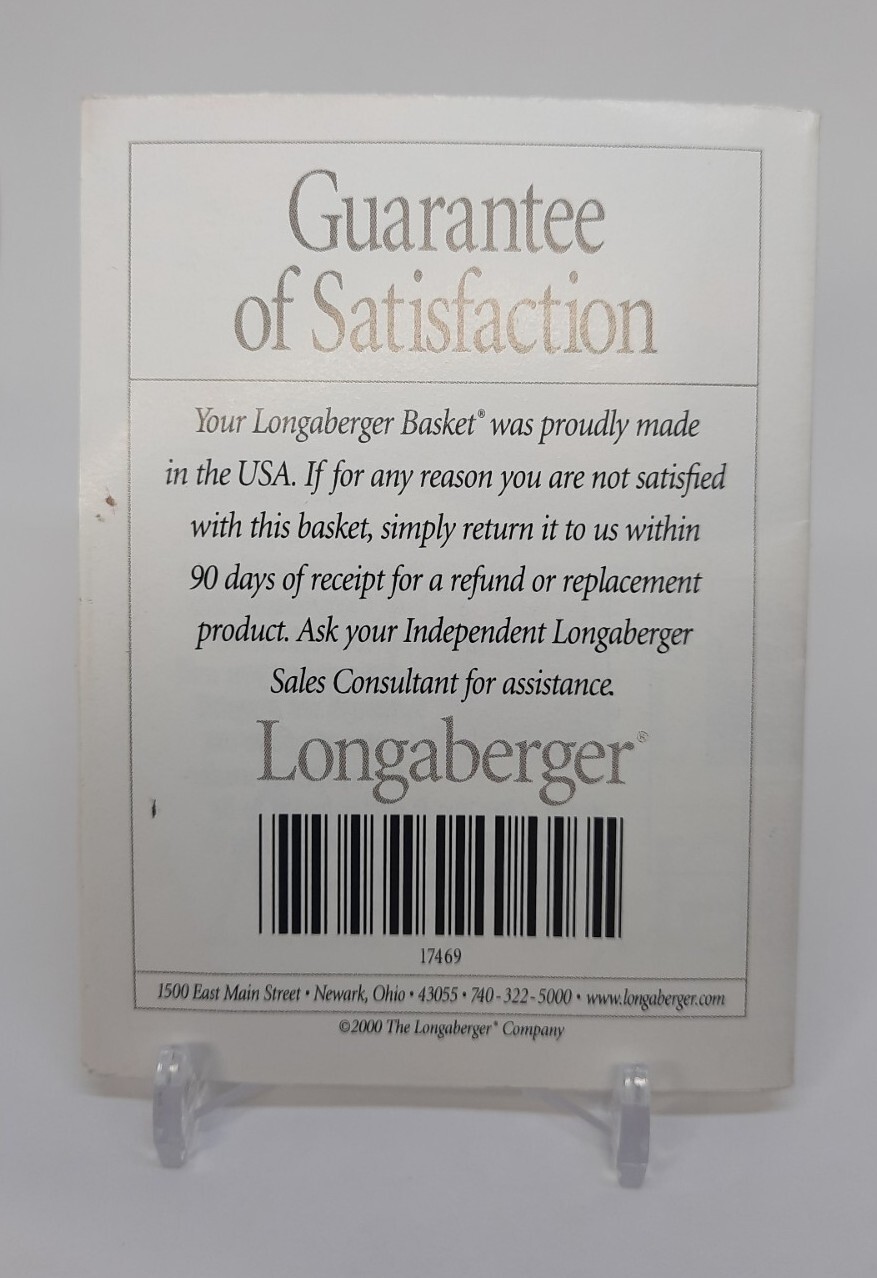 Guarantee
of Satisfaction
Your Longaberger Basket® was proudly made
in the USA. If for any reason you are not satisfied
with this basket, simply return it to us within
90 days of receipt for a refund or replacement
product. Ask your Independent Longaberger
Sales Consultant for assistance.
Longaberger®
17469
1500 East Main Street • Newark, Ohio • 43055 • 740-322-5000 • www.longaberger.com
©2000 The Longaberger® Company